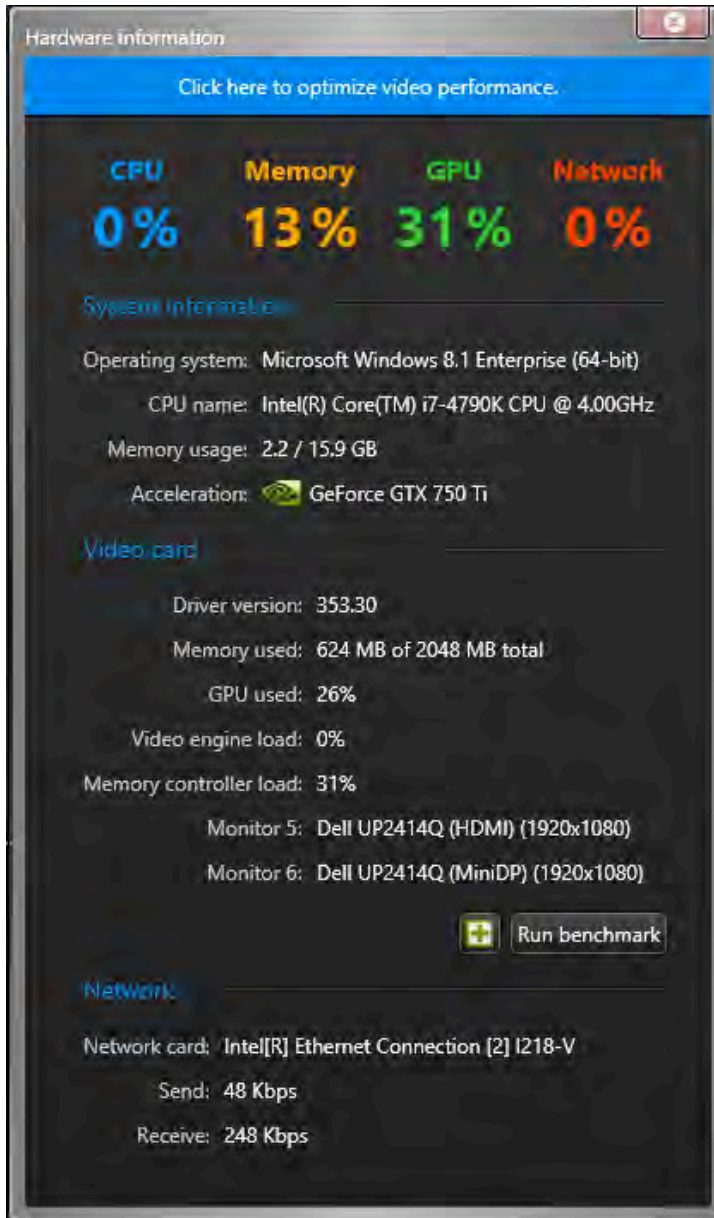 Hardware information
Click here to optimize video performance.
CPU Memory GPU Network
0% 13% 31% 0%
System information
Operating system: Microsoft Windows 8.1 Enterprise (64-bit)
CPU name: Intel(R) Core(TM) i7-4790K CPU @ 4.00GHz
Memory usage: 2.2 / 15.9 GB
Acceleration: GeForce GTX 750 Ti
Video card
Driver version: 353.30
Memory used: 624 MB of 2048 MB total
GPU used: 26%
Video engine load: 0%
Memory controller load: 31%
Monitor 5: Dell UP2414Q (HDMI) (1920x1080)
Monitor 6: Dell UP2414Q (MiniDP) (1920x1080)
Run benchmark
Network
Network card: Intel[R] Ethernet Connection [2] I218-V
Send: 48 Kbps
Receive: 248 Kbps